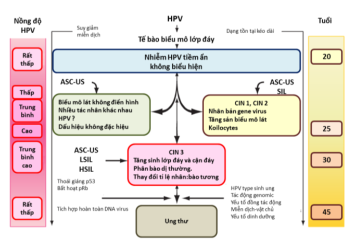 Nồng độ
HPV
Suy giảm
miễn dịch
HPV
Dạng tồn tại kéo dài
Tuổi
Tế bào biểu mô lớp đáy
Rất
thấp
Nhiễm HPV tiềm ẩn
không biểu hiện
20
ASC-US
ASC-US
SIL
Thấp
Trung
bình
Cao
Biểu mô lát không điển hình
Nhiều tác nhân khác nhau
HPV ?
Dấu hiệu không đặc hiệu
CIN 1, CIN 2
Nhân bản gene virus
Tăng sản biểu mô lát
Koilocytes
25
Trung
bình
cao
ASC-US
LSIL
HSIL
CIN 3
Tăng sinh lớp đáy và cận đáy
Phân bào dị thường.
Thay đổi tỉ lệ nhân:bào tương
30
Thoái giáng p53
Bất hoạt pRb
HPV type sinh ung
Tác động genomic
Yếu tố đồng tác động
Miễn dịch-vật chủ
Yếu tố dinh dưỡng
Rất
thấp
Tích hợp hoàn toàn DNA virus
Ung thư
45